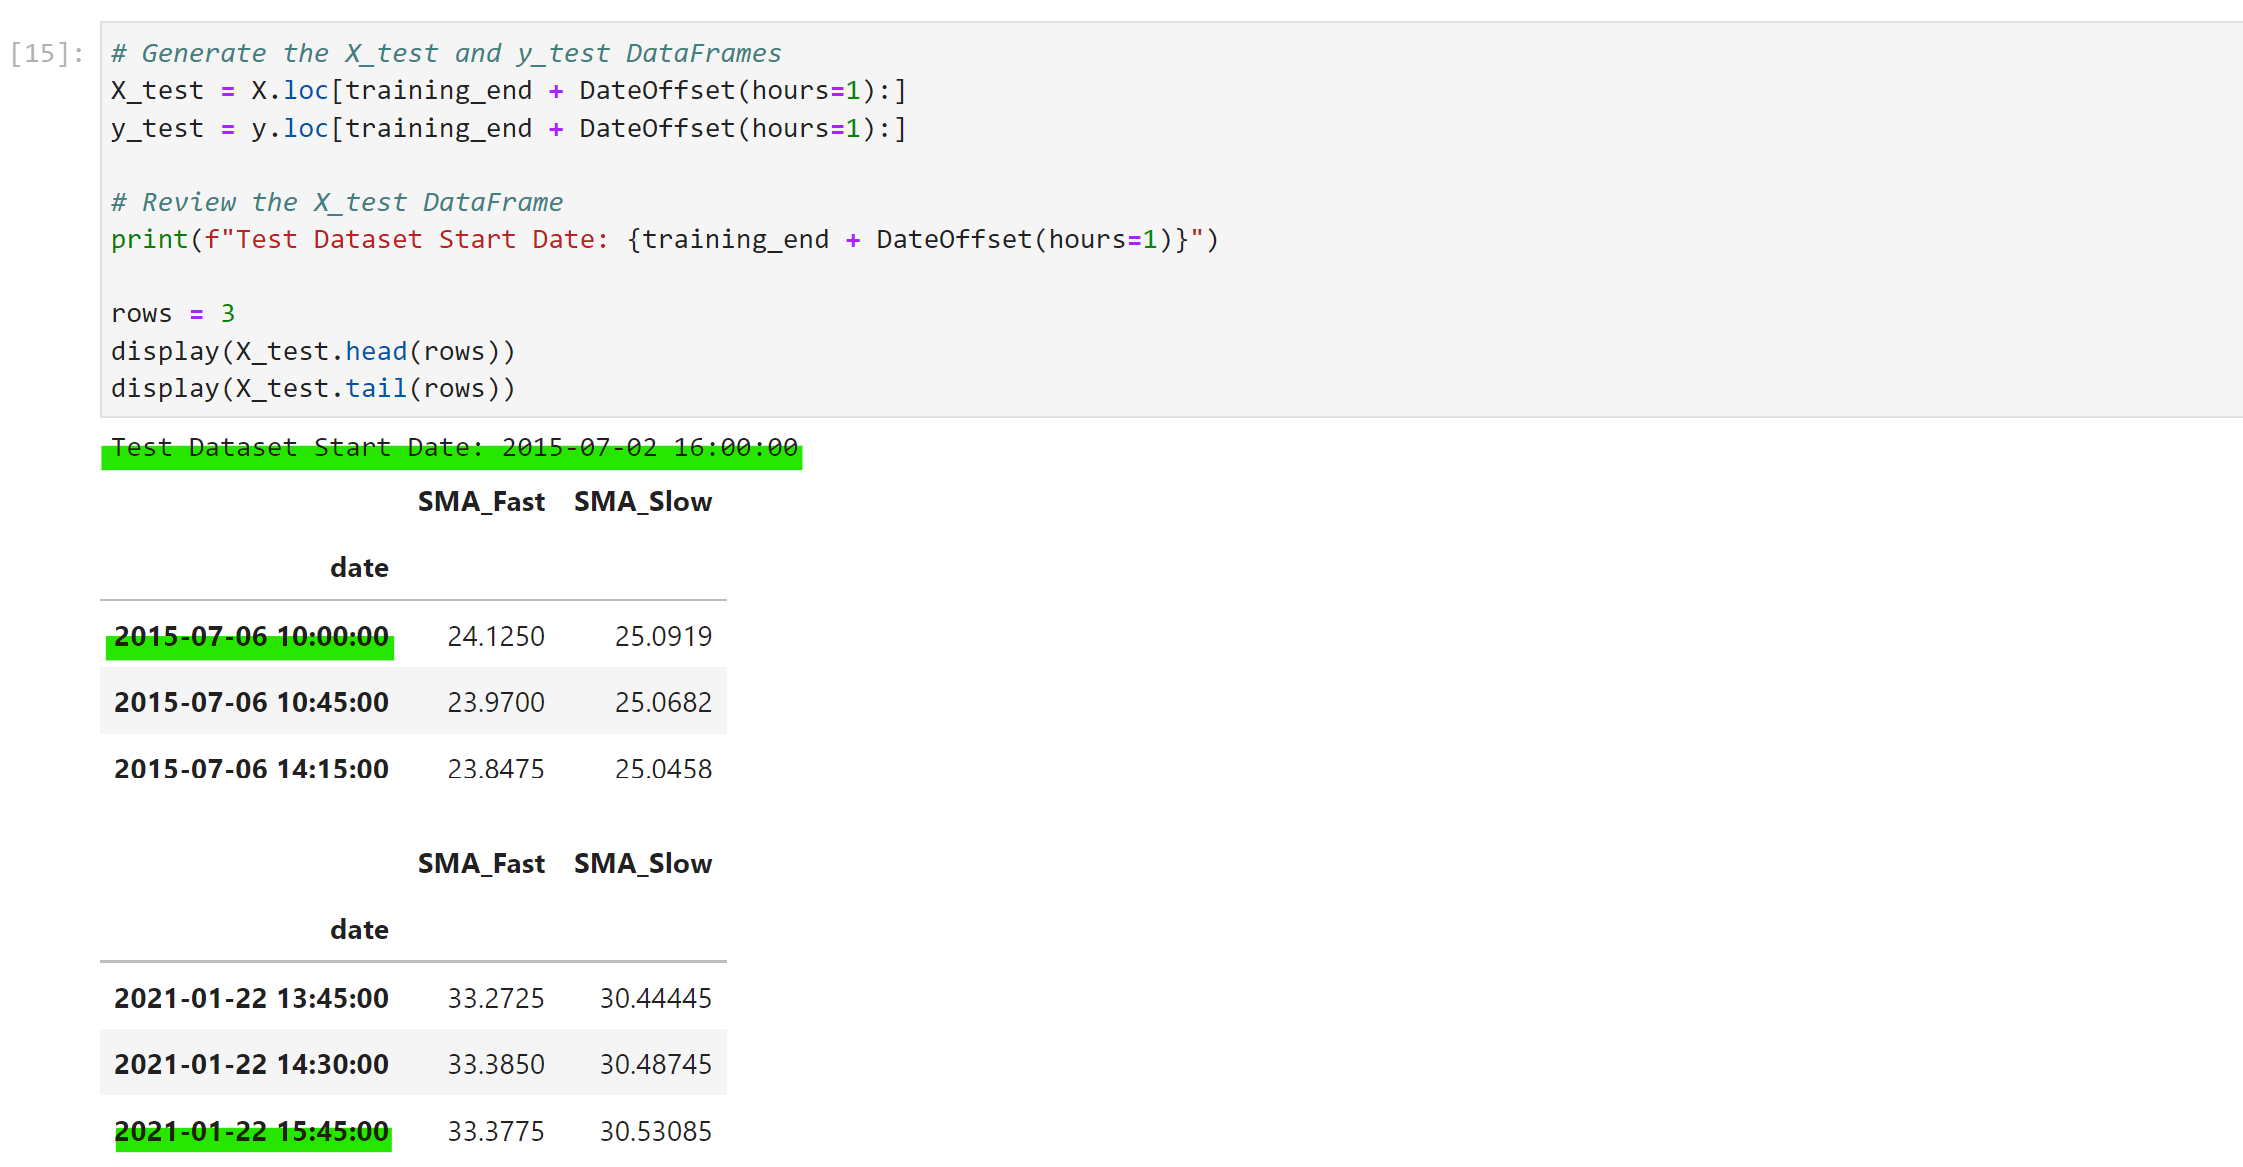 [15]: # Generate the X_test and y_test DataFrames
X_test = X.loc[training_end + DateOffset(hours=1):]
y_test = y.loc[training_end + DateOffset(hours=1):]
# Review the X_test DataFrame
print(f"Test Dataset Start Date: {training_end + DateOffset(hours=1)}")
rows = 3
display(X_test.head(rows))
display(X_test.tail(rows))
Test Dataset Start Date: 2015-07-02 16:00:00
SMA_Fast SMA_Slow
date
2015-07-06 10:00:00 24.1250 25.0919
2015-07-06 10:45:00 23.9700 25.0682
2015-07-06 14:15:00 23.8475 25.0458
SMA_Fast SMA_Slow
date
2021-01-22 13:45:00 33.2725 30.44445
2021-01-22 14:30:00 33.3850 30.48745
2021-01-22 15:45:00 33.3775 30.53085